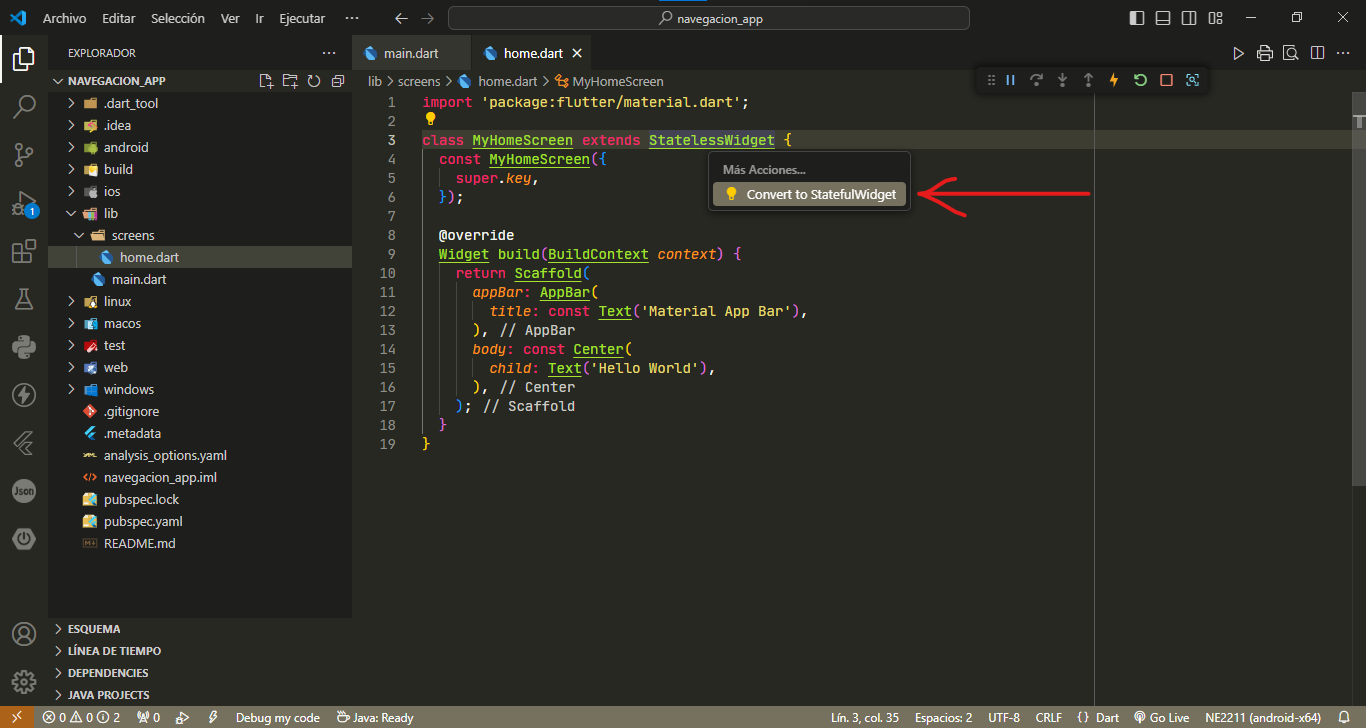 Archivo Editar Selección Ver Ir Ejecutar ··· navegacion_app
EXPLORADOR ···
NAVEGACION_APP
.dart_tool
.idea
android
build
ios
lib
screens
home.dart
main.dart
linux
macos
test
web
windows
.gitignore
.metadata
analysis_options.yaml
navegacion_app.iml
pubspec.lock
pubspec.yaml
README.md
ESQUEMA
LÍNEA DE TIEMPO
DEPENDENCIES
JAVA PROJECTS
1
Json
main.dart home.dart
lib > screens > home.dart > MyHomeScreen
1 import 'package:flutter/material.dart';
2
3 class MyHomeScreen extends StatelessWidget {
4 const MyHomeScreen({
5 super.key,
6 });
7
8 @override
9 Widget build(BuildContext context) {
10 return Scaffold(
11 appBar: AppBar(
12 title: const Text('Material App Bar'),
13 ), // AppBar
14 body: const Center(
15 child: Text('Hello World'),
16 ), // Center
17 ); // Scaffold
18 }
19 }
Más Acciones...
Convert to StatefulWidget
0 0 2 0 Debug my code Java: Ready Lín. 3, col. 35 Espacios: 2 UTF-8 CRLF {} Dart Go Live NE2211 (android-x64)